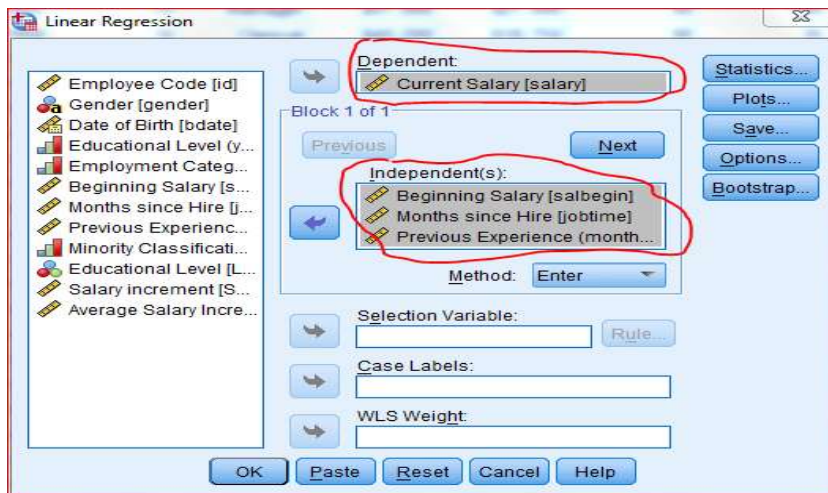 Linear Regression
Employee Code [id]
Gender [gender]
Date of Birth [bdate]
Educational Level (y...
Employment Categ...
Beginning Salary [s...
Months since Hire [j...
Previous Experienc...
Minority Classificati...
Educational Level [L...
Salary increment [S...
Average Salary Incre...
Dependent:
Current Salary [salary]
Block 1 of 1
Previous
Next
Independent(s):
Beginning Salary [salbegin]
Months since Hire [jobtime]
Previous Experience (month...
Method: Enter
Selection Variable:
Rule...
Case Labels:
WLS Weight:
Statistics...
Plots...
Save...
Options...
Bootstrap...
OK Paste Reset Cancel Help